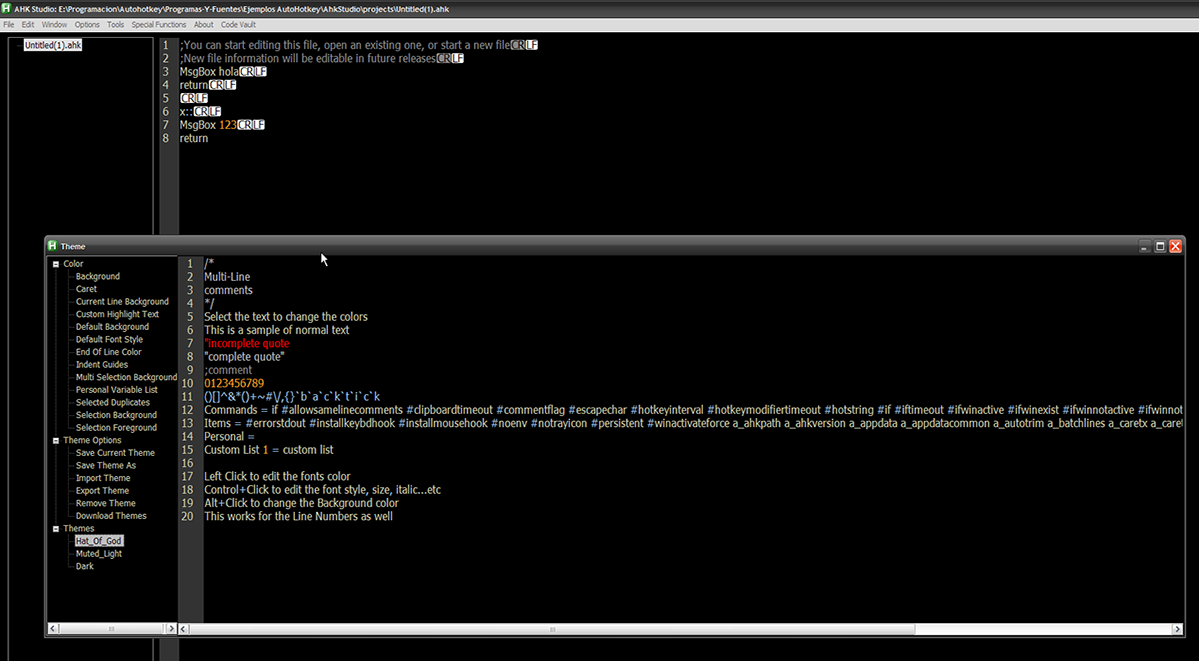 AHK Studio: E:\Programacion\Autohotkey\Programas-Y-Fuentes\Ejemplos AutoHotkey\AhkStudio\projects\Untitled(1).ahk
File Edit Window Options Tools Special Functions About Code Vault
Untitled(1).ahk
1 ;You can start editing this file, open an existing one, or start a new fileCRLF
2 ;New file information will be editable in future releasesCRLF
3 MsgBox holaCRLF
4 returnCRLF
5 CRLF
6 x::CRLF
7 MsgBox 123CRLF
8 return
Theme
Color
Background
Caret
Current Line Background
Custom Highlight Text
Default Background
Default Font Style
End Of Line Color
Indent Guides
Multi Selection Background
Personal Variable List
Selected Duplicates
Selection Background
Selection Foreground
Theme Options
Save Current Theme
Save Theme As
Import Theme
Export Theme
Remove Theme
Download Themes
Themes
Hat_Of_God
Muted_Light
Dark
1 /*
2 Multi-Line
3 comments
4 */
5 Select the text to change the colors
6 This is a sample of normal text
7 "incomplete quote
8 "complete quote"
9 ;comment
10 0123456789
11 ()[]^&*()+~#\/,{}`b`a`c`k`t`i`c`k
12 Commands = if #allowsamelinecomments #clipboardtimeout #commentflag #escapechar #hotkeyinterval #hotkeymodifiertimeout #hotstring #if #iftimeout #ifwinactive #ifwinexist #ifwinnotactive #ifwinnot
13 Items = #errorstdout #installkeybdhook #installmousehook #noenv #notrayicon #persistent #winactivateforce a_ahkpath a_ahkversion a_appdata a_appdatacommon a_autotrim a_batchlines a_caretx a_caret
14 Personal =
15 Custom List 1 = custom list
16
17 Left Click to edit the fonts color
18 Control+Click to edit the font style, size, italic...etc
19 Alt+Click to change the Background color
20 This works for the Line Numbers as well